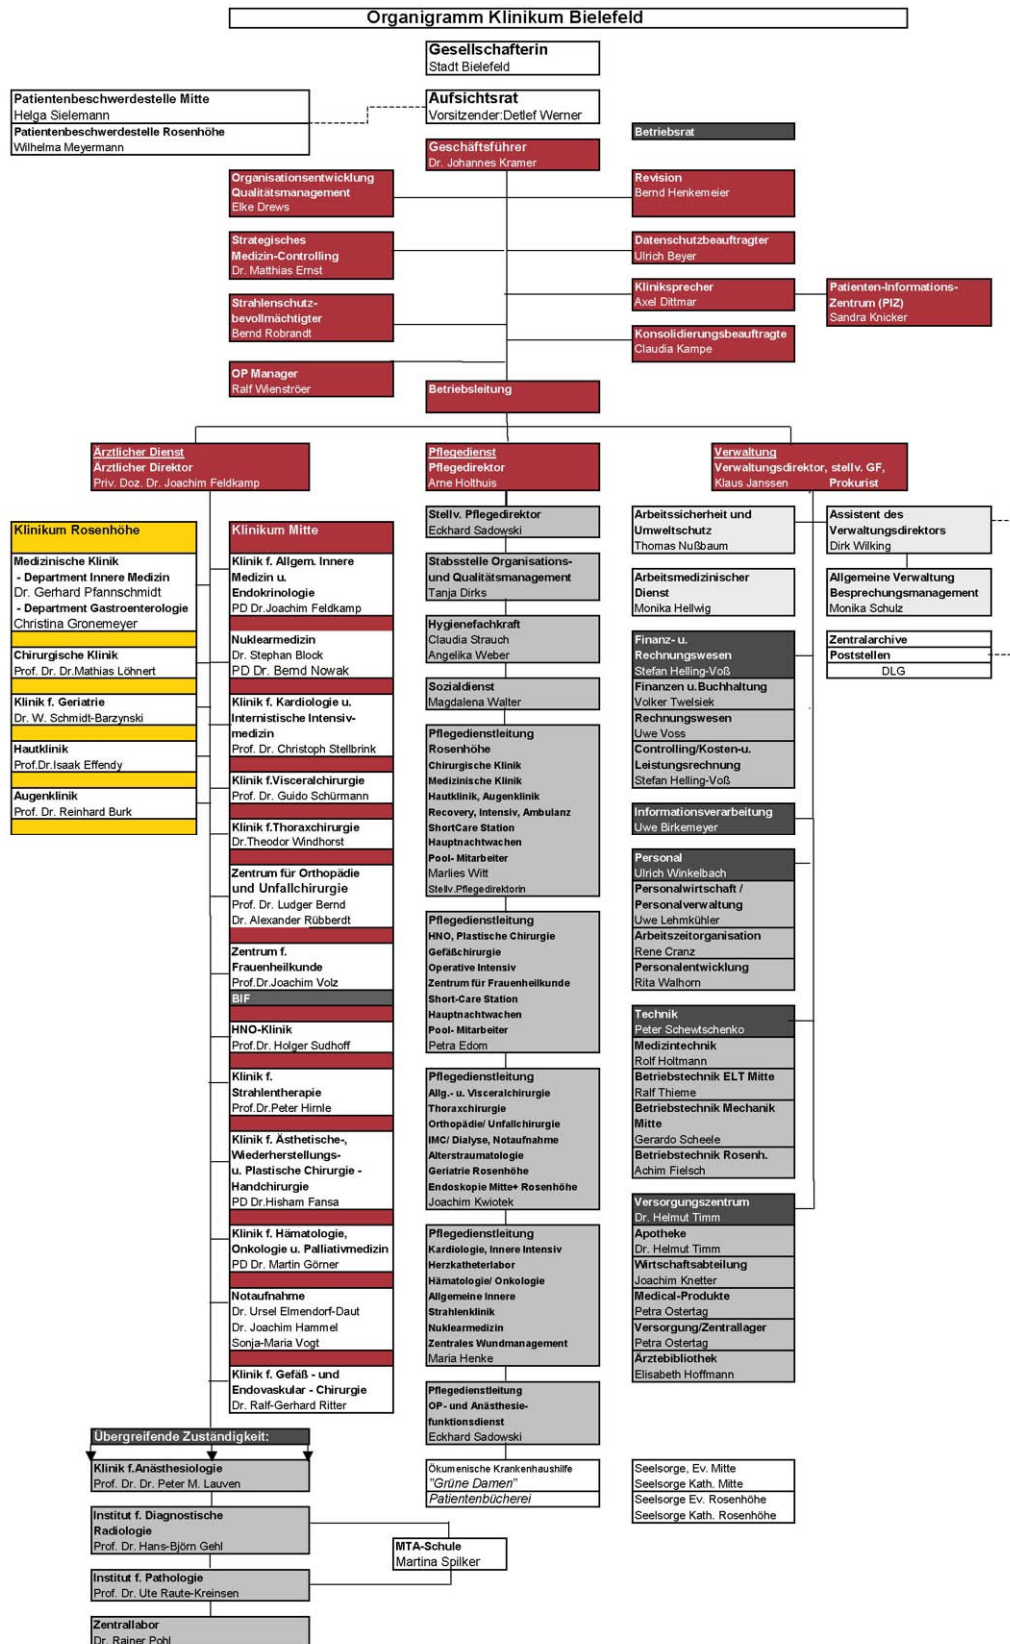 Organigramm Klinikum Bielefeld
Gesellschafterin
Stadt Bielefeld
Patientenbeschwerdestelle Mitte
Helga Sielemann
Patientenbeschwerdestelle Rosenhöhe
Wilhelma Meyermann
Aufsichtsrat
Vorsitzender:Detlef Werner
Betriebsrat
Geschäftsführer
Dr. Johannes Kramer
Organisationsentwicklung
Qualitätsmanagement
Elke Drews
Revision
Bernd Henkemeier
Strategisches
Medizin-Controlling
Dr. Matthias Ernst
Datenschutzbeauftragter
Ulrich Beyer
Kliniksprecher
Axel Dittmar
Patienten-Informations-
Zentrum (PIZ)
Sandra Knicker
Strahlenschutz-
bevollmächtigter
Bernd Robrandt
Konsolidierungsbeauftragte
Claudia Kampe
OP Manager
Ralf Wienströer
Betriebsleitung
Ärztlicher Dienst
Ärztlicher Direktor
Priv. Doz. Dr. Joachim Feldkamp
Pflegedienst
Pflegedirektor
Arne Holthuis
Verwaltung
Verwaltungsdirektor, stellv. GF,
Klaus Janssen Prokurist
Klinikum Rosenhöhe
Medizinische Klinik
- Department Innere Medizin
Dr. Gerhard Pfannschmidt
- Department Gastroenterologie
Christina Gronemeyer
Chirurgische Klinik
Prof. Dr. Dr.Mathias Löhnert
Klinik f. Geriatrie
Dr. W. Schmidt-Barzynski
Hautklinik
Prof.Dr.Isaak Effendy
Augenklinik
Prof. Dr. Reinhard Burk
Klinikum Mitte
Klinik f. Allgem. Innere
Medizin u.
Endokrinologie
PD Dr.Joachim Feldkamp
Nuklearmedizin
Dr. Stephan Block
PD Dr. Bernd Nowak
Klinik f. Kardiologie u.
Internistische Intensiv-
medizin
Prof. Dr. Christoph Stellbrink
Klinik f.Visceralchirurgie
Prof. Dr. Guido Schürmann
Klinik f.Thoraxchirurgie
Dr.Theodor Windhorst
Zentrum für Orthopädie
und Unfallchirurgie
Prof. Dr. Ludger Bernd
Dr. Alexander Rübberdt
Zentrum f.
Frauenheilkunde
Prof.Dr.Joachim Volz
BIF
HNO-Klinik
Prof.Dr. Holger Sudhoff
Klinik f.
Strahlentherapie
Prof.Dr.Peter Hirnle
Klinik f. Ästhetische-,
Wiederherstellungs-
u. Plastische Chirurgie -
Handchirurgie
PD Dr.Hisham Fansa
Klinik f. Hämatologie,
Onkologie u. Palliativmedizin
PD Dr. Martin Görner
Notaufnahme
Dr. Ursel Elmendorf-Daut
Dr. Joachim Hammel
Sonja-Maria Vogt
Klinik f. Gefäß - und
Endovaskular - Chirurgie
Dr. Ralf-Gerhard Ritter
Stellv. Pflegedirektor
Eckhard Sadowski
Stabsstelle Organisations-
und Qualitätsmanagement
Tanja Dirks
Hygienefachkraft
Claudia Strauch
Angelika Weber
Sozialdienst
Magdalena Walter
Pflegedienstleitung
Rosenhöhe
Chirurgische Klinik
Medizinische Klinik
Hautklinik, Augenklinik
Recovery, Intensiv, Ambulanz
ShortCare Station
Hauptnachtwachen
Pool- Mitarbeiter
Marlies Witt
Stellv.Pflegedirektorin
Pflegedienstleitung
HNO, Plastische Chirurgie
Gefäßchirurgie
Operative Intensiv
Zentrum für Frauenheilkunde
Short-Care Station
Hauptnachtwachen
Pool- Mitarbeiter
Petra Edom
Pflegedienstleitung
Allg.- u. Visceralchirurgie
Thoraxchirurgie
Orthopädie/ Unfallchirurgie
IMC/ Dialyse, Notaufnahme
Alterstraumatologie
Geriatrie Rosenhöhe
Endoskopie Mitte+ Rosenhöhe
Joachim Kwiotek
Pflegedienstleitung
Kardiologie, Innere Intensiv
Herzkatheterlabor
Hämatologie/ Onkologie
Allgemeine Innere
Strahlenklinik
Nuklearmedizin
Zentrales Wundmanagement
Maria Henke
Pflegedienstleitung
OP- und Anästhesie-
funktionsdienst
Eckhard Sadowski
Ökumenische Krankenhaushilfe
"Grüne Damen"
Patientenbücherei
Arbeitssicherheit und
Umweltschutz
Thomas Nußbaum
Assistent des
Verwaltungsdirektors
Dirk Wilking
Arbeitsmedizinischer
Dienst
Monika Hellwig
Allgemeine Verwaltung
Besprechungsmanagement
Monika Schulz
Zentralarchive
Poststellen
DLG
Finanz- u.
Rechnungswesen
Stefan Helling-Voß
Finanzen u.Buchhaltung
Volker Twelsiek
Rechnungswesen
Uwe Voss
Controlling/Kosten-u.
Leistungsrechnung
Stefan Helling-Voß
Informationsverarbeitung
Uwe Birkemeyer
Personal
Ulrich Winkelbach
Personalwirtschaft /
Personalverwaltung
Uwe Lehmkühler
Arbeitszeitorganisation
Rene Cranz
Personalentwicklung
Rita Walhorn
Technik
Peter Schewtschenko
Medizintechnik
Rolf Holtmann
Betriebstechnik ELT Mitte
Ralf Thieme
Betriebstechnik Mechanik
Mitte
Gerardo Scheele
Betriebstechnik Rosenh.
Achim Fielsch
Versorgungszentrum
Dr. Helmut Timm
Apotheke
Dr. Helmut Timm
Wirtschaftsabteilung
Joachim Knetter
Medical-Produkte
Petra Ostertag
Versorgung/Zentrallager
Petra Ostertag
Ärztebibliothek
Elisabeth Hoffmann
Seelsorge, Ev. Mitte
Seelsorge Kath. Mitte
Seelsorge Ev. Rosenhöhe
Seelsorge Kath. Rosenhöhe
Übergreifende Zuständigkeit:
Klinik f.Anästhesiologie
Prof. Dr. Dr. Peter M. Lauven
Institut f. Diagnostische
Radiologie
Prof. Dr. Hans-Björn Gehl
MTA-Schule
Martina Spilker
Institut f. Pathologie
Prof. Dr. Ute Raute-Kreinsen
Zentrallabor
Dr. Rainer Pohl